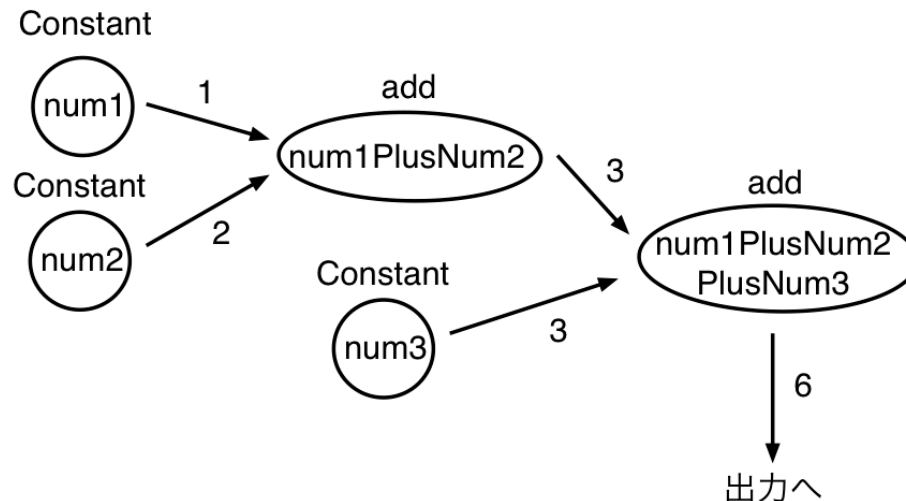 Constant
num1
1
add
num1PlusNum2
Constant
num2
2
3
add
num1PlusNum2
PlusNum3
Constant
num3
3
6
出力へ